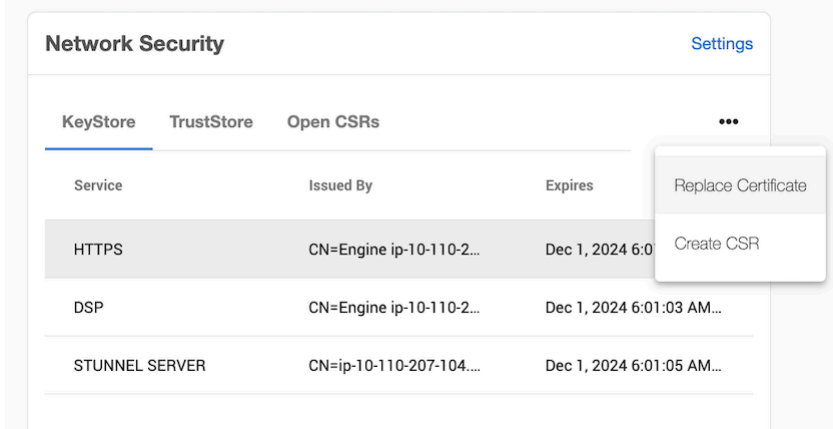 Network Security Settings
KeyStore TrustStore Open CSRs •••
Service Issued By Expires Replace Certificate
HTTPS CN=Engine ip-10-110-2... Dec 1, 2024 6:0 Create CSR
DSP CN=Engine ip-10-110-2... Dec 1, 2024 6:01:03 AM...
STUNNEL SERVER CN=ip-10-110-207-104.... Dec 1, 2024 6:01:05 AM...